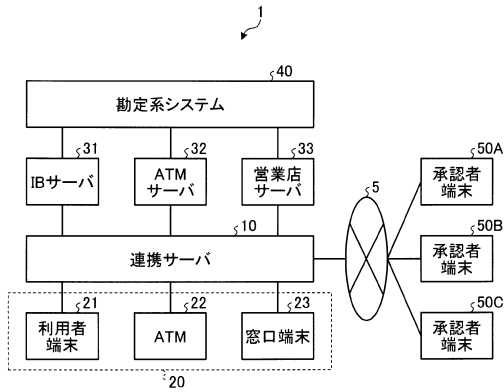 1
40
勘定系システム
31
32
33
IBサーバ
ATM
サーバ
営業店
サーバ
50A
承認者
端末
5
10
連携サーバ
50B
承認者
端末
21
22
23
利用者
端末
ATM
窓口端末
50C
承認者
端末
20